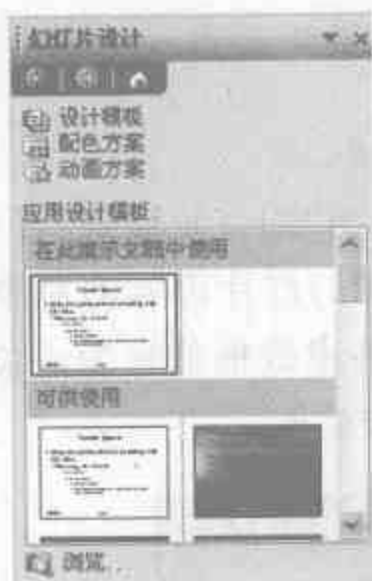 幻灯片设计
设计模板
配色方案
动画方案
应用设计模板:
在此演示文稿中使用
可供使用
浏览...